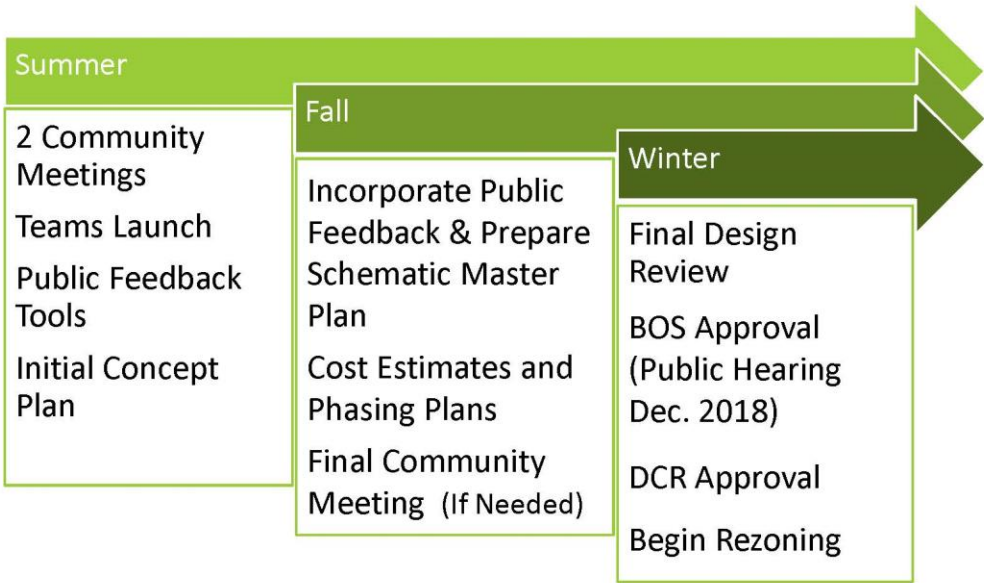 Summer
2 Community
Meetings
Teams Launch
Public Feedback
Tools
Initial Concept
Plan
Fall
Incorporate Public
Feedback & Prepare
Schematic Master
Plan
Cost Estimates and
Phasing Plans
Final Community
Meeting (If Needed)
Winter
Final Design
Review
BOS Approval
(Public Hearing
Dec. 2018)
DCR Approval
Begin Rezoning